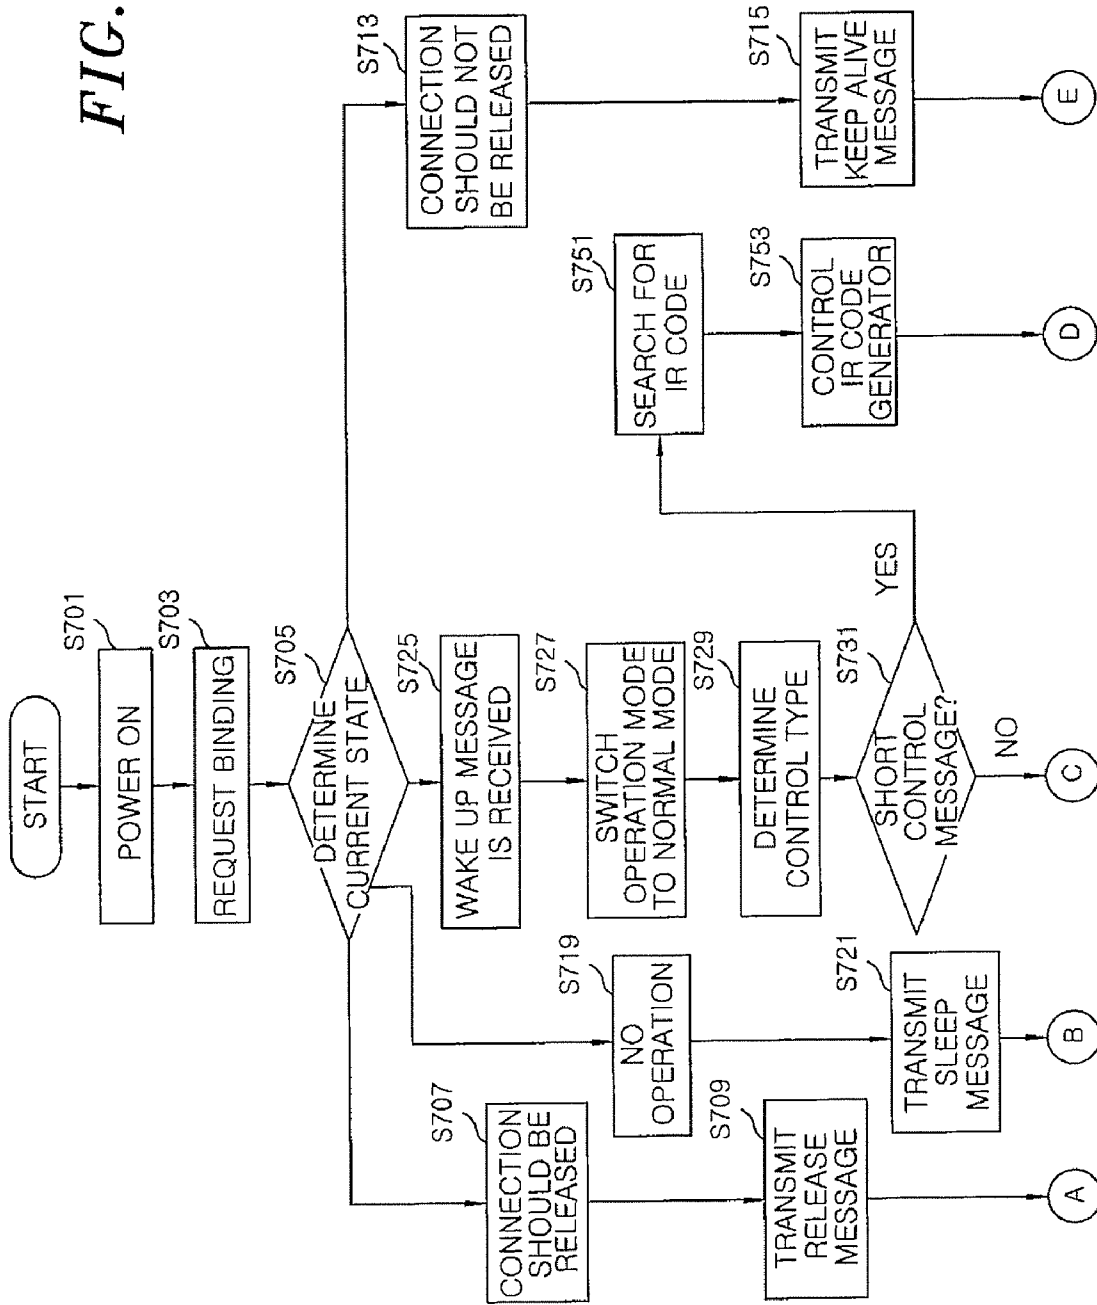 FIG.
START
S701
POWER ON
S703
REQUEST BINDING
S705
DETERMINE
CURRENT STATE
S707
CONNECTION
SHOULD BE
RELEASED
S709
TRANSMIT
RELEASE
MESSAGE
A
S719
NO
OPERATION
S721
TRANSMIT
SLEEP
MESSAGE
B
S725
WAKE UP MESSAGE
IS RECEIVED
S727
SWITCH
OPERATION MODE
TO NORMAL MODE
S729
DETERMINE
CONTROL TYPE
S731
SHORT
CONTROL
MESSAGE?
YES
NO
C
S751
SEARCH FOR
IR CODE
S753
CONTROL
IR CODE
GENERATOR
D
S713
CONNECTION
SHOULD NOT
BE RELEASED
S715
TRANSMIT
KEEP ALIVE
MESSAGE
E